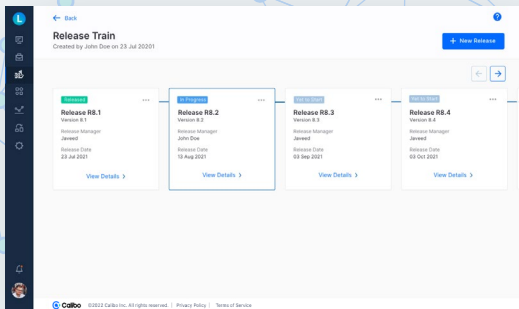 L
← Back
?
Release Train
Created by John Doe on 23 Jul 20201
+ New Release
Released
Release R8.1
Version 8.1
Release Manager
Javeed
Release Date
23 Jul 2021
View Details >
In Progress
Release R8.2
Version 8.2
Release Manager
John Doe
Release Date
13 Aug 2021
View Details >
Yet to Start
Release R8.3
Version 8.3
Release Manager
Javeed
Release Date
03 Sep 2021
View Details >
Yet to Start
Release R8.4
Version 8.4
Release Manager
Javeed
Release Date
03 Oct 2021
View Details >
Calibo ©2022 Calibo Inc. All rights reserved. | Privacy Policy | Terms of Service